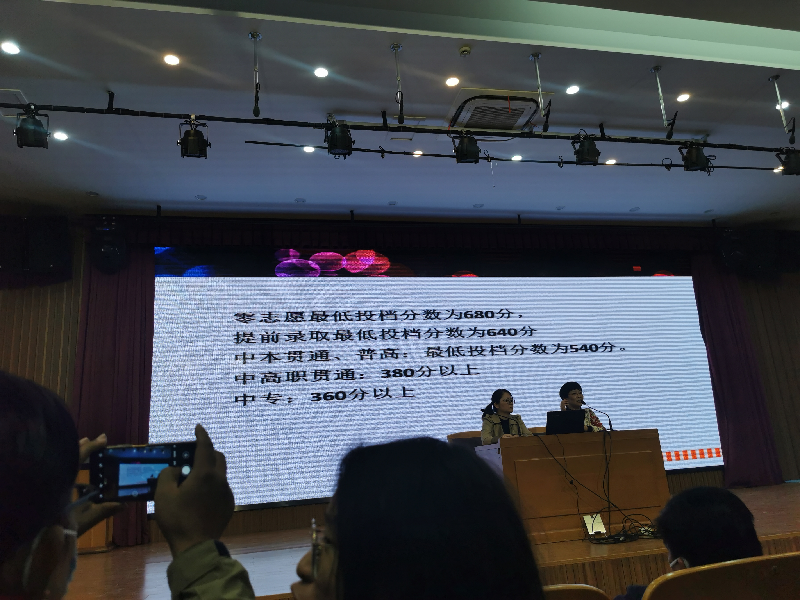 零志愿最低投档分数为680分，
提前录取最低投档分数为640分
中本贯通、普高：最低投档分数为540分。
中高职贯通：380分以上
中专：360分以上